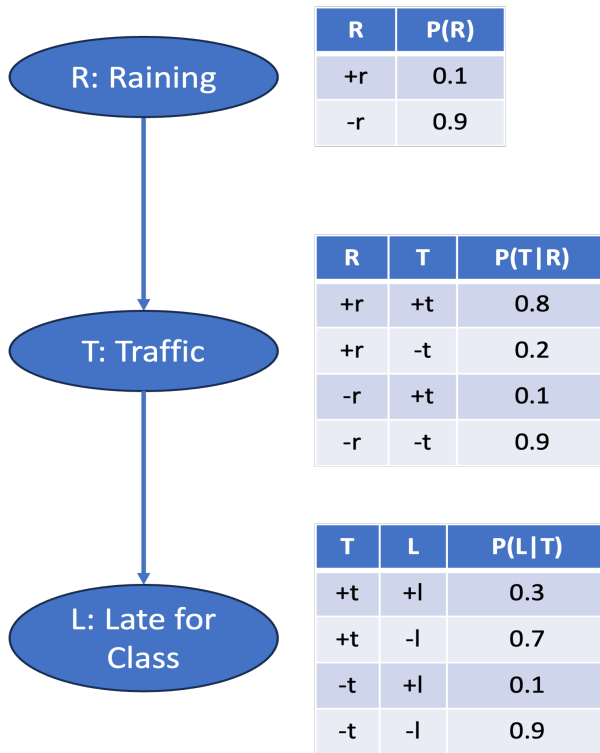 R: Raining
R P(R)
+r 0.1
-r 0.9
T: Traffic
R T P(T|R)
+r +t 0.8
+r -t 0.2
-r +t 0.1
-r -t 0.9
L: Late for
Class
T L P(L|T)
+t +l 0.3
+t -l 0.7
-t +l 0.1
-t -l 0.9